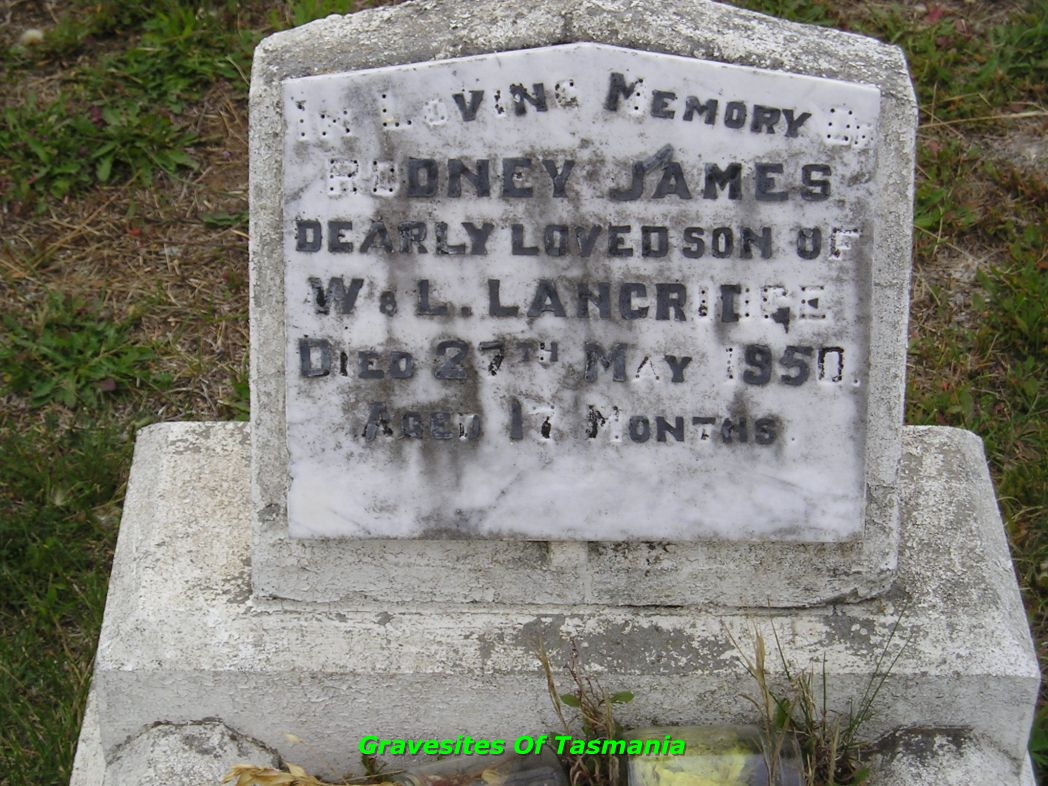 In Loving Memory Of
RODNEY JAMES
DEARLY LOVED SON OF
W & L. LANGRIDGE
DIED 27TH MAY 1950.
AGED 17 MONTHS.
Gravesites Of Tasmania